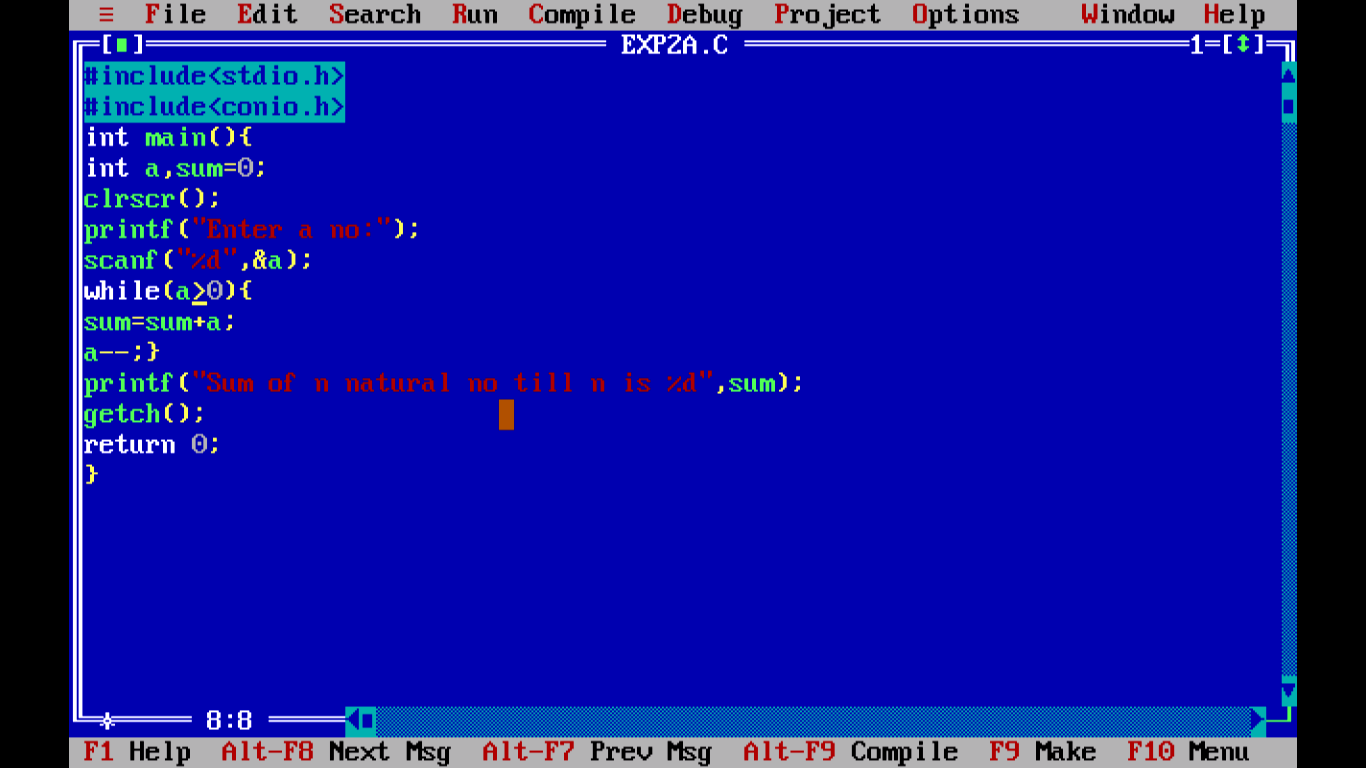 ≡ File Edit Search Run Compile Debug Project Options Window Help
[■] EXP2A.C 1=[↕]
#include<stdio.h>
#include<conio.h>
int main(){
int a,sum=0;
clrscr();
printf("Enter a no:");
scanf("%d",&a);
while(a>0){
sum=sum+a;
a--;}
printf("Sum of n natural no till n is %d",sum);
getch();
return 0;
}
8:8
F1 Help Alt-F8 Next Msg Alt-F7 Prev Msg Alt-F9 Compile F9 Make F10 Menu